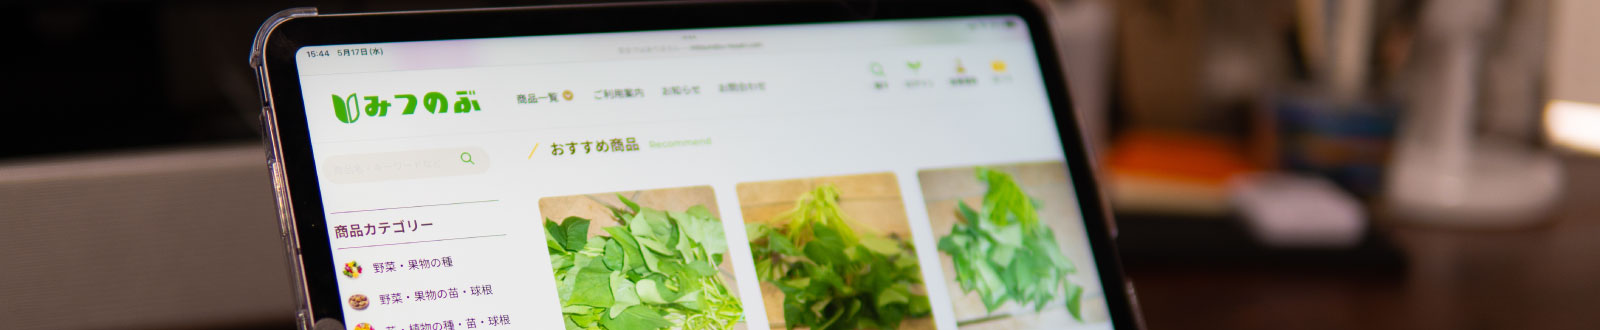 15:44 5月17日(水)
みつのぶ
商品一覧 ご利用案内 お知らせ お問合わせ
おすすめ商品 Recommend
商品カテゴリー
野菜・果物の種
野菜・果物の苗・球根
花・植物の種・苗・球根